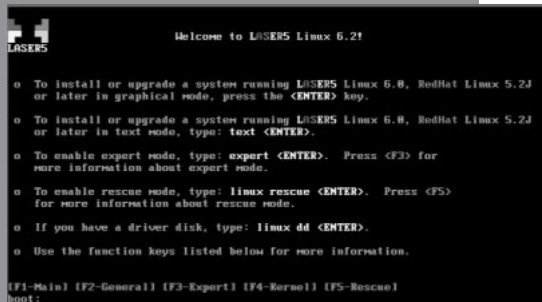 Welcome to LASER5 Linux 6.2!
LASER5
o To install or upgrade a system running LASER5 Linux 6.0, RedHat Linux 5.2J
or later in graphical mode, press the <ENTER> key.
o To install or upgrade a system running LASER5 Linux 6.0, RedHat Linux 5.2J
or later in text mode, type: text <ENTER>.
o To enable expert mode, type: expert <ENTER>. Press <F3> for
more information about expert mode.
o To enable rescue mode, type: linux rescue <ENTER>. Press <F5>
for more information about rescue mode.
o If you have a driver disk, type: linux dd <ENTER>.
o Use the function keys listed below for more information.
[F1-Main] [F2-General] [F3-Expert] [F4-Kernel] [F5-Rescue]
boot: